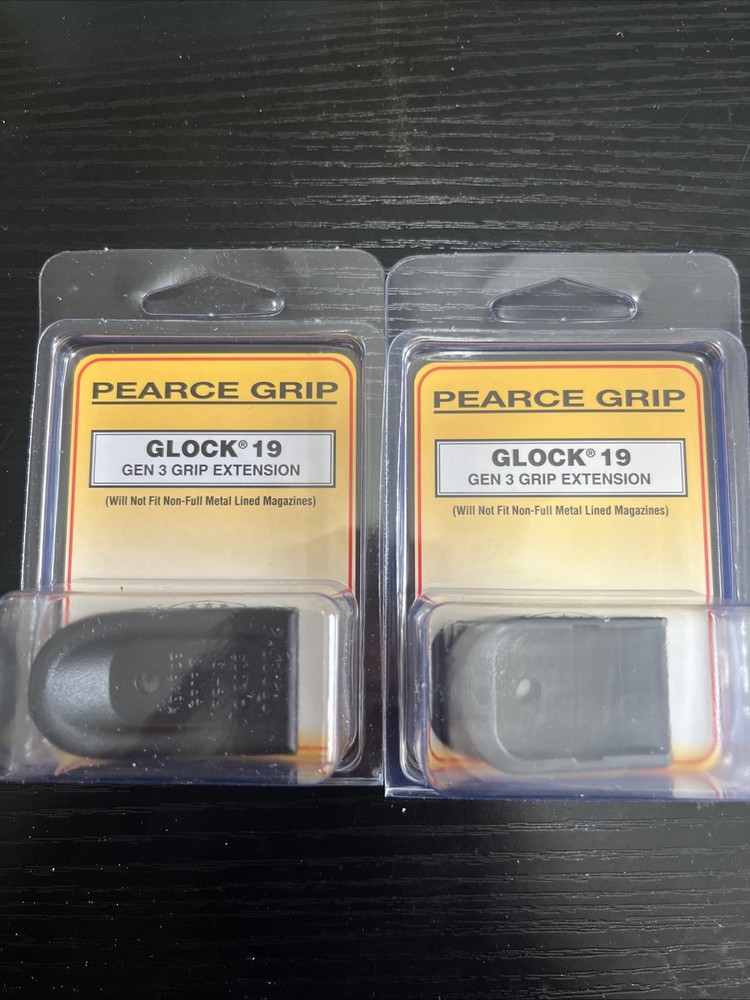 PEARCE GRIP
GLOCK® 19
GEN 3 GRIP EXTENSION
(Will Not Fit Non-Full Metal Lined Magazines)
PEARCE GRIP
GLOCK® 19
GEN 3 GRIP EXTENSION
(Will Not Fit Non-Full Metal Lined Magazines)